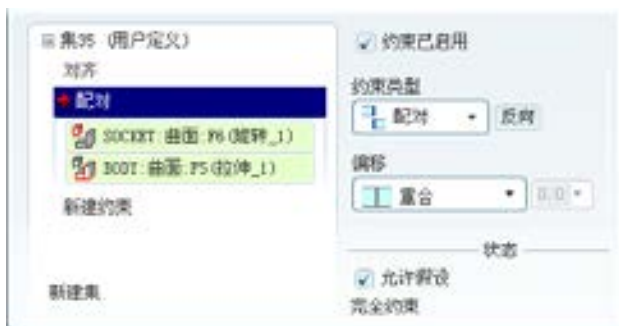 集35 (用户定义)
对齐
配对
SOCKET:曲面:F6(旋转_1)
BOOT:曲面:F5(拉伸_1)
新建约束
新建集
约束已启用
约束类型
配对
反向
偏移
重合
0.0
状态
允许假设
完全约束